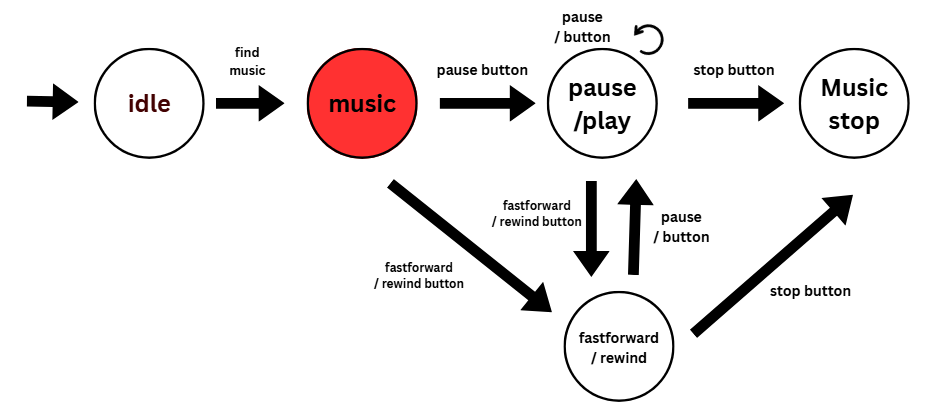 pause
/ button
find
music
pause button
stop button
idle
music
pause
/play
Music
stop
fastforward
/ rewind button
pause
/ button
fastforward
/ rewind button
stop button
fastforward
/ rewind